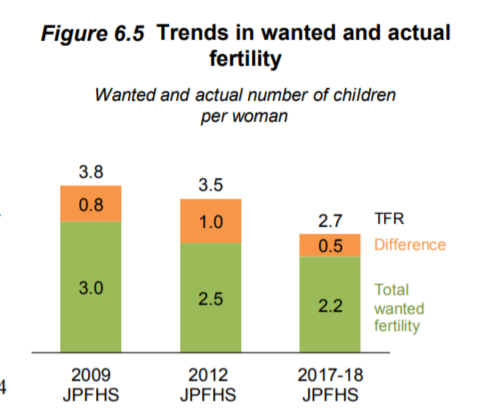 Figure 6.5 Trends in wanted and actual
fertility
Wanted and actual number of children
per woman
3.8
0.8
3.0
3.5
1.0
2.5
2.7
0.5
2.2
TFR
Difference
Total
wanted
fertility
2009
JPFHS
2012
JPFHS
2017-18
JPFHS
4